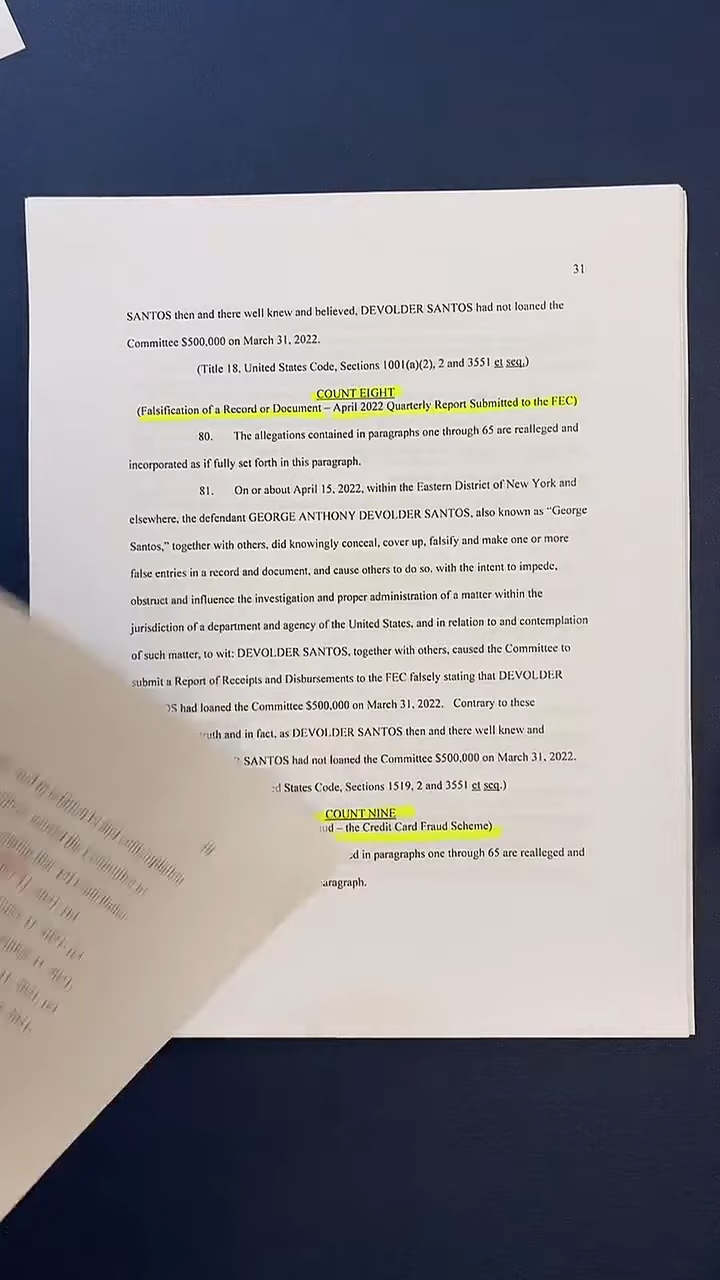 31
SANTOS then and there well knew and believed, DEVOLDER SANTOS had not loaned the
Committee $500,000 on March 31, 2022.
(Title 18, United States Code, Sections 1001(a)(2), 2 and 3551 et seq.)
COUNT EIGHT
(Falsification of a Record or Document – April 2022 Quarterly Report Submitted to the FEC)
80. The allegations contained in paragraphs one through 65 are realleged and
incorporated as if fully set forth in this paragraph.
81. On or about April 15, 2022, within the Eastern District of New York and
elsewhere, the defendant GEORGE ANTHONY DEVOLDER SANTOS, also known as “George
Santos,” together with others, did knowingly conceal, cover up, falsify and make one or more
false entries in a record and document, and cause others to do so, with the intent to impede,
obstruct and influence the investigation and proper administration of a matter within the
jurisdiction of a department and agency of the United States, and in relation to and contemplation
of such matter, to wit: DEVOLDER SANTOS, together with others, caused the Committee to
submit a Report of Receipts and Disbursements to the FEC falsely stating that DEVOLDER
had loaned the Committee $500,000 on March 31, 2022. Contrary to these
and in fact, as DEVOLDER SANTOS then and there well knew and
SANTOS had not loaned the Committee $500,000 on March 31, 2022.
States Code, Sections 1519, 2 and 3551 et seq.)
COUNT NINE
– the Credit Card Fraud Scheme)
in paragraphs one through 65 are realleged and